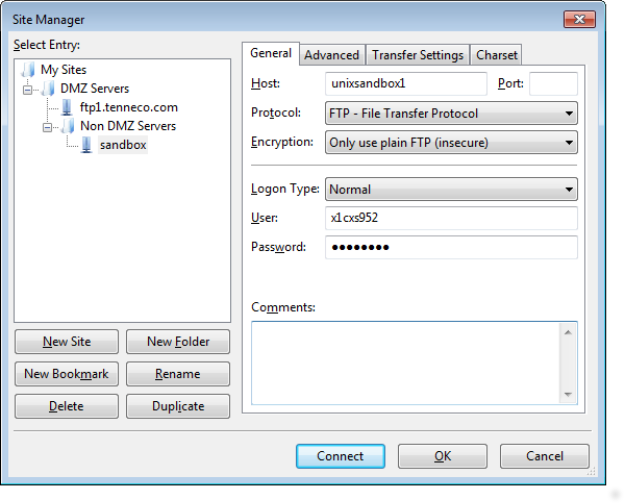 Site Manager
Select Entry:
My Sites
DMZ Servers
ftp1.tenneco.com
Non DMZ Servers
sandbox
New Site
New Folder
New Bookmark
Rename
Delete
Duplicate
General
Advanced
Transfer Settings
Charset
Host:
unixsandbox1
Port:
Protocol:
FTP - File Transfer Protocol
Encryption:
Only use plain FTP (insecure)
Logon Type:
Normal
User:
x1cxs952
Password:
●●●●●●●●
Comments:
Connect
OK
Cancel